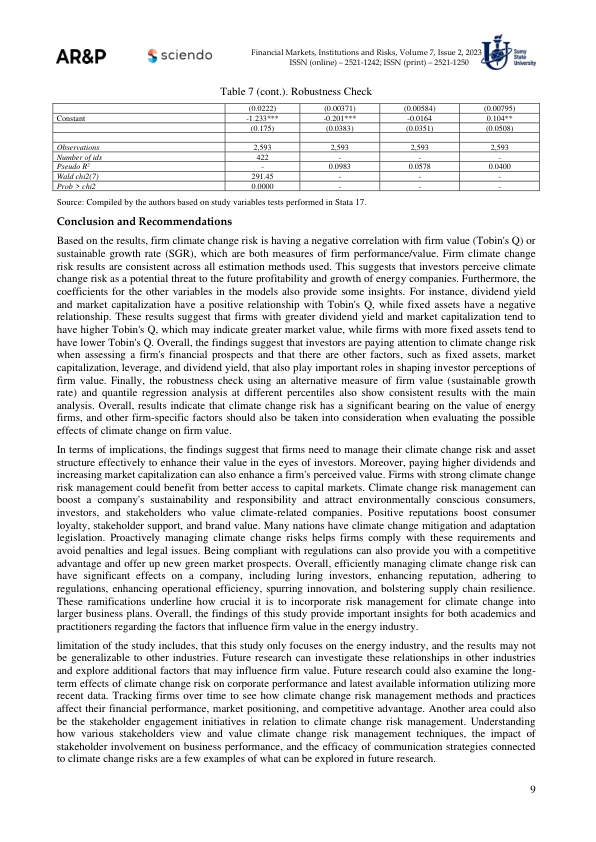 AR&P
sciendo
Financial Markets, Institutions and Risks, Volume 7, Issue 2, 2023
ISSN (online) – 2521-1242; ISSN (print) – 2521-1250
Sumy
State
University
Table 7 (cont.). Robustness Check
(0.0222) (0.00371) (0.00584) (0.00795)
Constant -1.233*** -0.201*** -0.0164 0.104**
(0.175) (0.0383) (0.0351) (0.0508)
Observations 2,593 2,593 2,593 2,593
Number of ids 422 - - -
Pseudo R² - 0.0983 0.0578 0.0400
Wald chi2(7) 291.45 - - -
Prob > chi2 0.0000 - - -
Source: Compiled by the authors based on study variables tests performed in Stata 17.
Conclusion and Recommendations
Based on the results, firm climate change risk is having a negative correlation with firm value (Tobin's Q) or
sustainable growth rate (SGR), which are both measures of firm performance/value. Firm climate change
risk results are consistent across all estimation methods used. This suggests that investors perceive climate
change risk as a potential threat to the future profitability and growth of energy companies. Furthermore, the
coefficients for the other variables in the models also provide some insights. For instance, dividend yield
and market capitalization have a positive relationship with Tobin's Q, while fixed assets have a negative
relationship. These results suggest that firms with greater dividend yield and market capitalization tend to
have higher Tobin's Q, which may indicate greater market value, while firms with more fixed assets tend to
have lower Tobin's Q. Overall, the findings suggest that investors are paying attention to climate change risk
when assessing a firm's financial prospects and that there are other factors, such as fixed assets, market
capitalization, leverage, and dividend yield, that also play important roles in shaping investor perceptions of
firm value. Finally, the robustness check using an alternative measure of firm value (sustainable growth
rate) and quantile regression analysis at different percentiles also show consistent results with the main
analysis. Overall, results indicate that climate change risk has a significant bearing on the value of energy
firms, and other firm-specific factors should also be taken into consideration when evaluating the possible
effects of climate change on firm value.
In terms of implications, the findings suggest that firms need to manage their climate change risk and asset
structure effectively to enhance their value in the eyes of investors. Moreover, paying higher dividends and
increasing market capitalization can also enhance a firm's perceived value. Firms with strong climate change
risk management could benefit from better access to capital markets. Climate change risk management can
boost a company's sustainability and responsibility and attract environmentally conscious consumers,
investors, and stakeholders who value climate-related companies. Positive reputations boost consumer
loyalty, stakeholder support, and brand value. Many nations have climate change mitigation and adaptation
legislation. Proactively managing climate change risks helps firms comply with these requirements and
avoid penalties and legal issues. Being compliant with regulations can also provide you with a competitive
advantage and offer up new green market prospects. Overall, efficiently managing climate change risk can
have significant effects on a company, including luring investors, enhancing reputation, adhering to
regulations, enhancing operational efficiency, spurring innovation, and bolstering supply chain resilience.
These ramifications underline how crucial it is to incorporate risk management for climate change into
larger business plans. Overall, the findings of this study provide important insights for both academics and
practitioners regarding the factors that influence firm value in the energy industry.
limitation of the study includes, that this study only focuses on the energy industry, and the results may not
be generalizable to other industries. Future research can investigate these relationships in other industries
and explore additional factors that may influence firm value. Future research could also examine the long-
term effects of climate change risk on corporate performance and latest available information utilizing more
recent data. Tracking firms over time to see how climate change risk management methods and practices
affect their financial performance, market positioning, and competitive advantage. Another area could also
be the stakeholder engagement initiatives in relation to climate change risk management. Understanding
how various stakeholders view and value climate change risk management techniques, the impact of
stakeholder involvement on business performance, and the efficacy of communication strategies connected
to climate change risks are a few examples of what can be explored in future research.
9